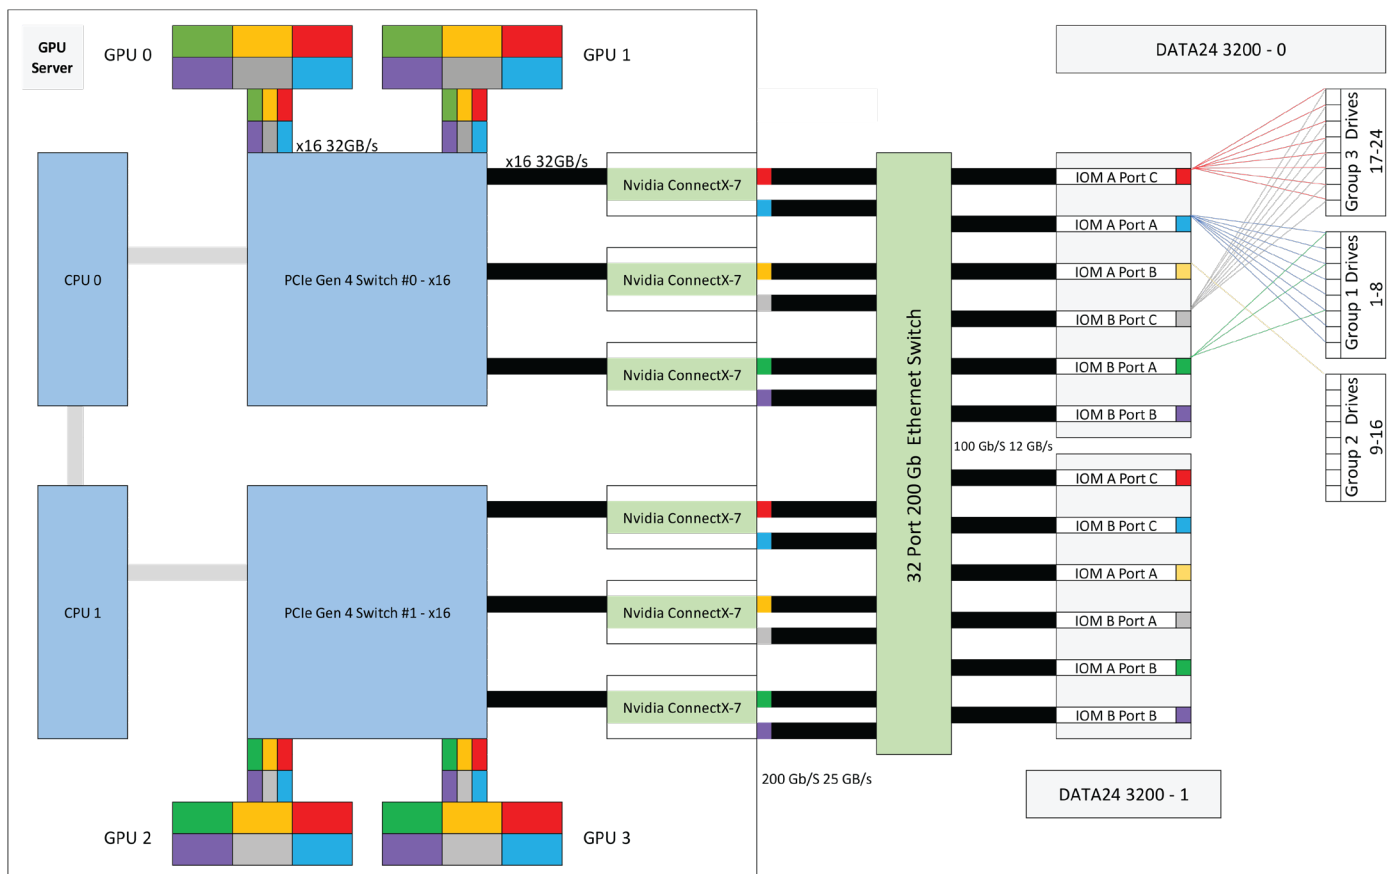 GPU
Server
GPU 0
GPU 1
DATA24 3200 - 0
x16 32GB/s
x16 32GB/s
CPU 0
PCIe Gen 4 Switch #0 - x16
Nvidia ConnectX-7
Nvidia ConnectX-7
Nvidia ConnectX-7
32 Port 200 Gb Ethernet Switch
IOM A Port C
IOM A Port A
IOM A Port B
IOM B Port C
IOM B Port A
IOM B Port B
Group 3 Drives
17-24
Group 1 Drives
1-8
Group 2 Drives
9-16
100 Gb/S 12 GB/s
CPU 1
PCIe Gen 4 Switch #1 - x16
Nvidia ConnectX-7
Nvidia ConnectX-7
Nvidia ConnectX-7
IOM A Port C
IOM B Port C
IOM A Port A
IOM B Port A
IOM A Port B
IOM B Port B
200 Gb/S 25 GB/s
DATA24 3200 - 1
GPU 2
GPU 3